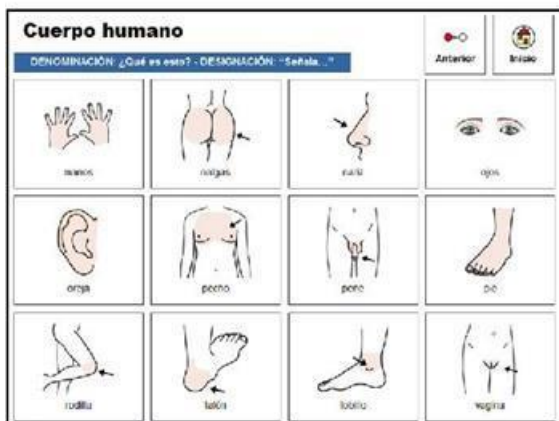 Cuerpo humano
DENOMINACIÓN: ¿Qué es esto? - DESIGNACIÓN: "Señala..."
Anterior
Inicio
manos
nalgas
nariz
ojos
oreja
pecho
pene
pie
rodilla
talón
tobillo
vagina